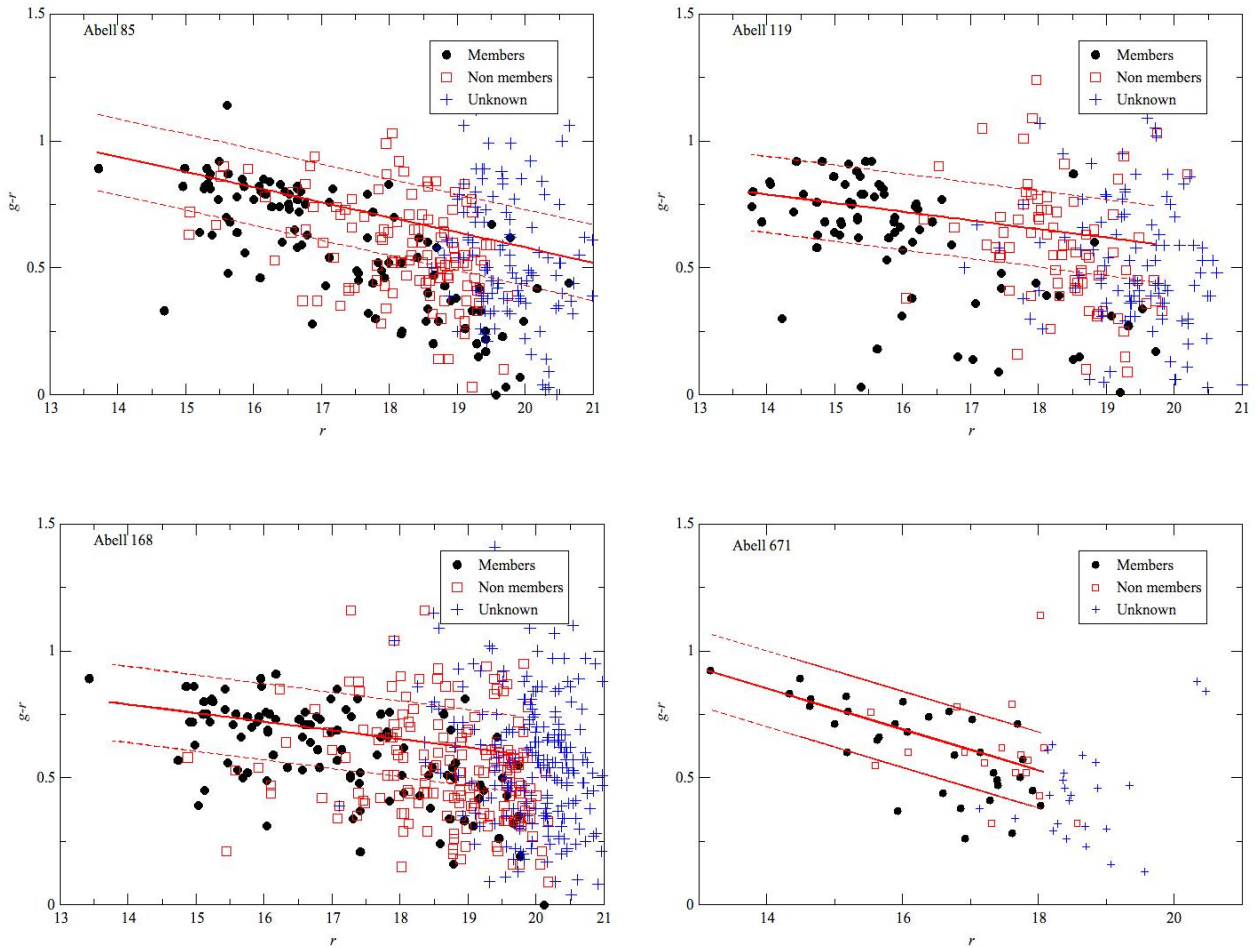 1.5
Abell 85
Members
Non members
Unknown
1
g-r
0.5
0
13 14 15 16 17 18 19 20 21
r
1.5
Abell 119
Members
Non members
Unknown
1
g-r
0.5
0
13 14 15 16 17 18 19 20 21
r
1.5
Abell 168
Members
Non members
Unknown
1
g-r
0.5
0
13 14 15 16 17 18 19 20 21
r
1.5
Abell 671
Members
Non members
Unknown
1
g-r
0.5
0
14 16 18 20
r